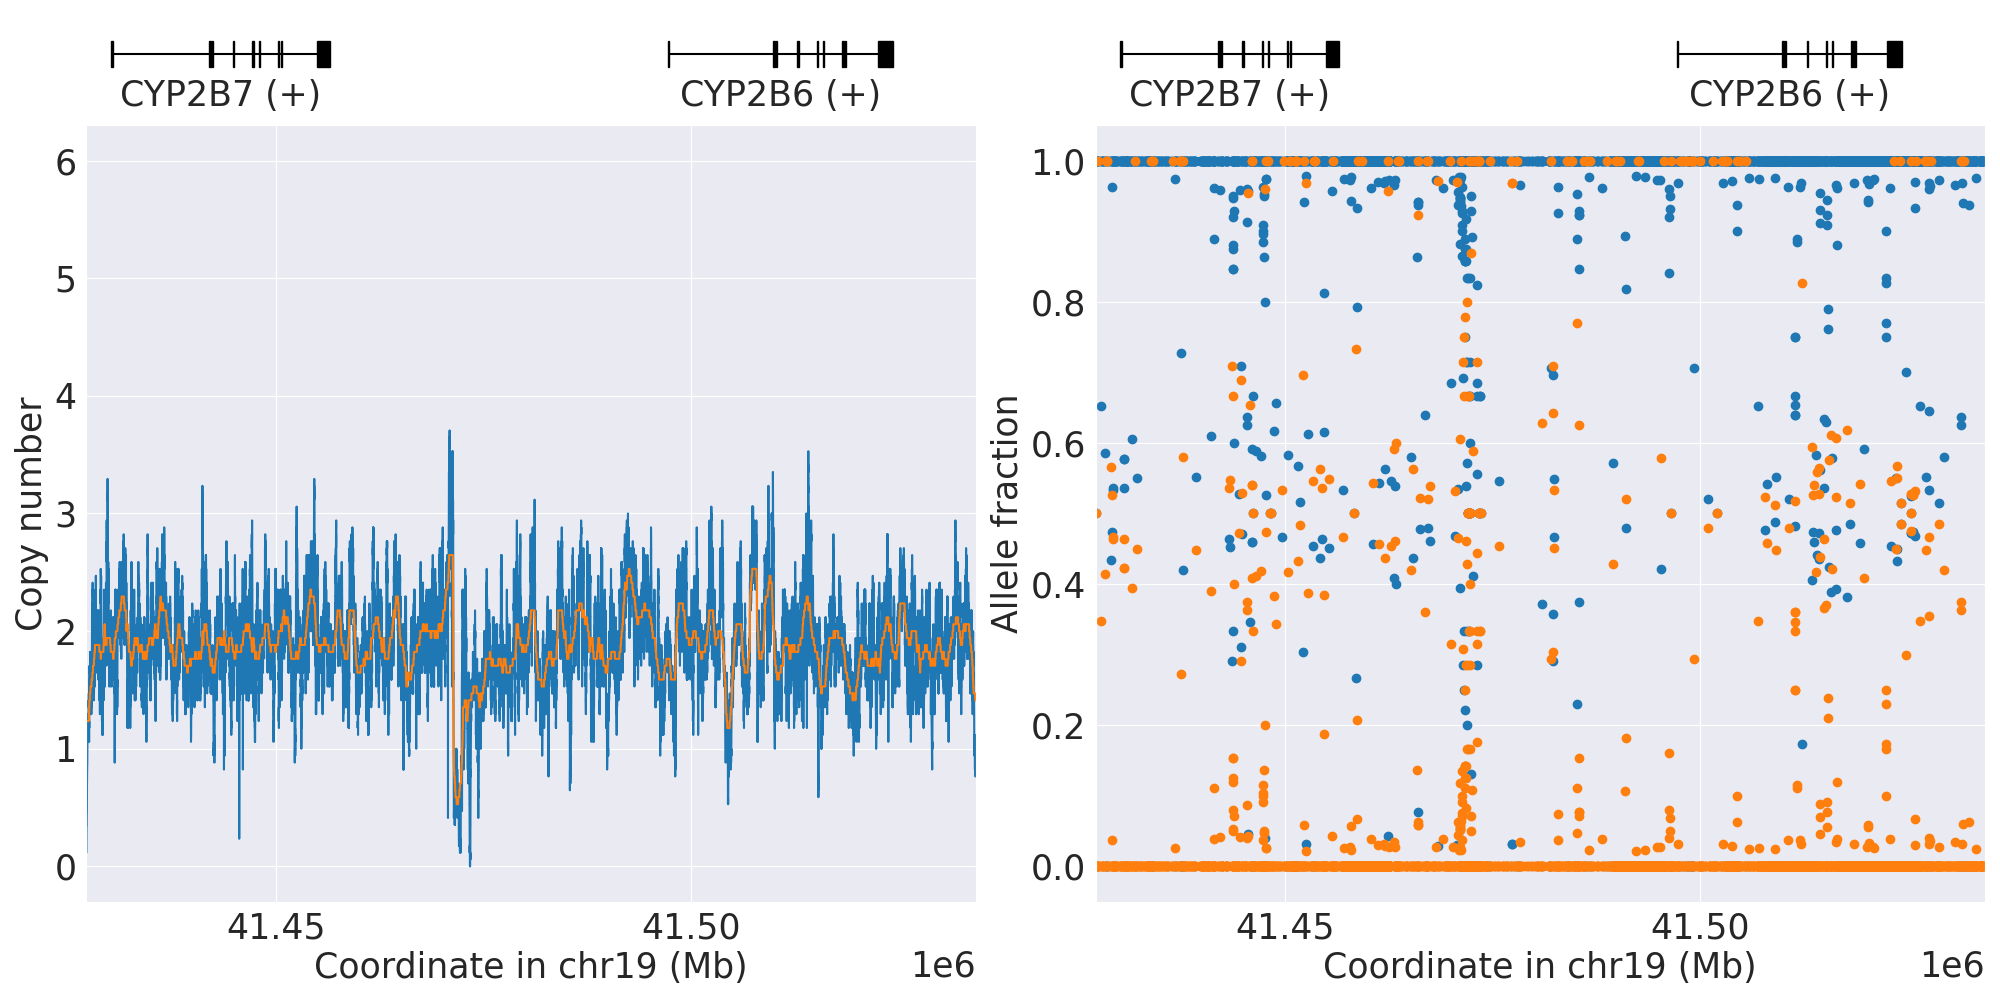 CYP2B7 (+)
CYP2B6 (+)
6
5
4
3
2
1
0
Copy number
41.45
41.50
Coordinate in chr19 (Mb)
1e6
CYP2B7 (+)
CYP2B6 (+)
1.0
0.8
0.6
0.4
0.2
0.0
Allele fraction
41.45
41.50
Coordinate in chr19 (Mb)
1e6